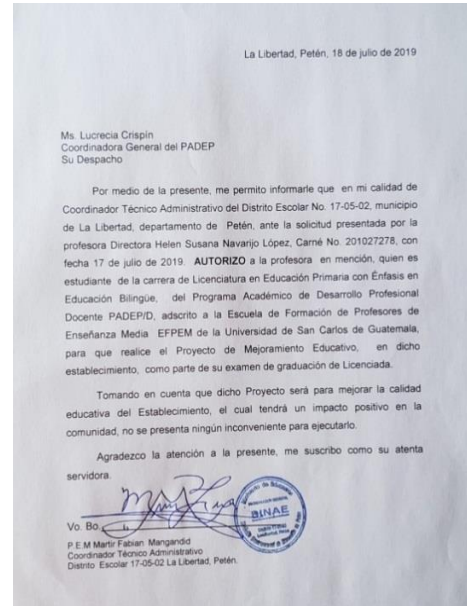 La Libertad, Petén, 18 de julio de 2019
Ms. Lucrecia Crispín
Coordinadora General del PADEP
Su Despacho
Por medio de la presente, me permito informarle que en mi calidad de
Coordinador Técnico Administrativo del Distrito Escolar No. 17-05-02, municipio
de La Libertad, departamento de Petén, ante la solicitud presentada por la
profesora Directora Helen Susana Navarijo López, Carné No. 201027278, con
fecha 17 de julio de 2019. AUTORIZO a la profesora en mención, quien es
estudiante de la carrera de Licenciatura en Educación Primaria con Énfasis en
Educación Bilingüe, del Programa Académico de Desarrollo Profesional
Docente PADEP/D, adscrito a la Escuela de Formación de Profesores de
Enseñanza Media EFPEM de la Universidad de San Carlos de Guatemala,
para que realice el Proyecto de Mejoramiento Educativo, en dicho
establecimiento, como parte de su examen de graduación de Licenciada.
Tomando en cuenta que dicho Proyecto será para mejorar la calidad
educativa del Establecimiento, el cual tendrá un impacto positivo en la
comunidad, no se presenta ningún inconveniente para ejecutarlo.
Agradezco la atención a la presente, me suscribo como su atenta
servidora.
BINAE
Vo. Bo.
P.E.M Martir Fabian Mangandid
Coordinador Técnico Administrativo
Distrito Escolar 17-05-02 La Libertad, Petén.